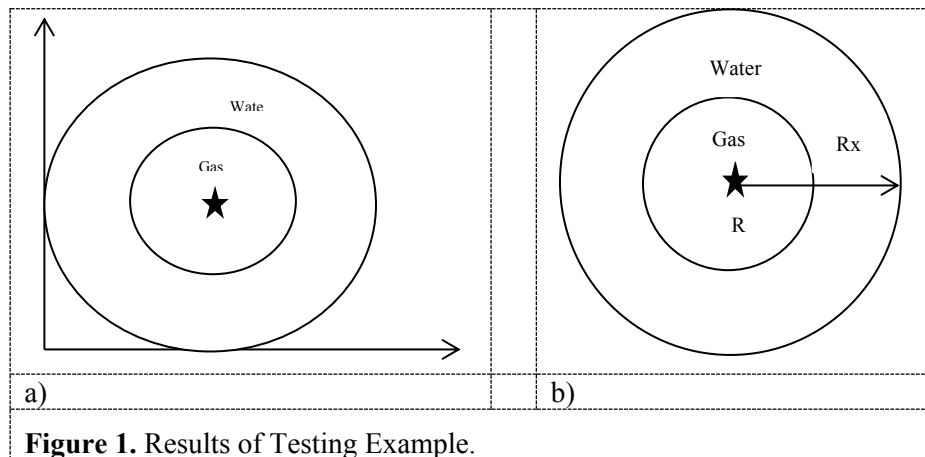 Wate
Gas
Water
Gas
Rx
R
a)
b)
Figure 1. Results of Testing Example.